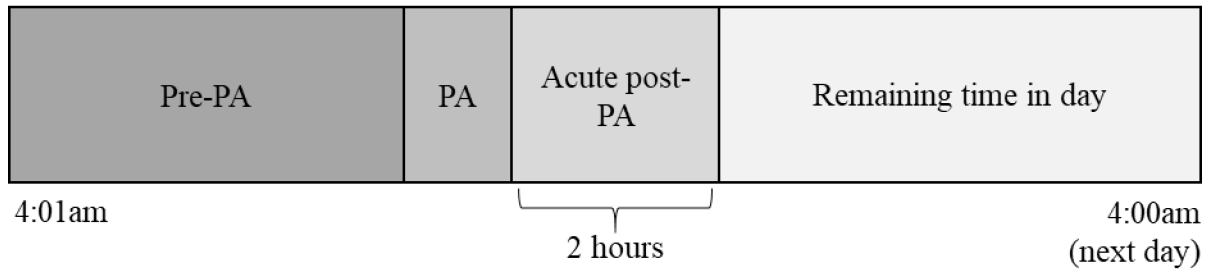 Pre-PA
PA
Acute post-
PA
Remaining time in day
4:01am
2 hours
4:00am
(next day)